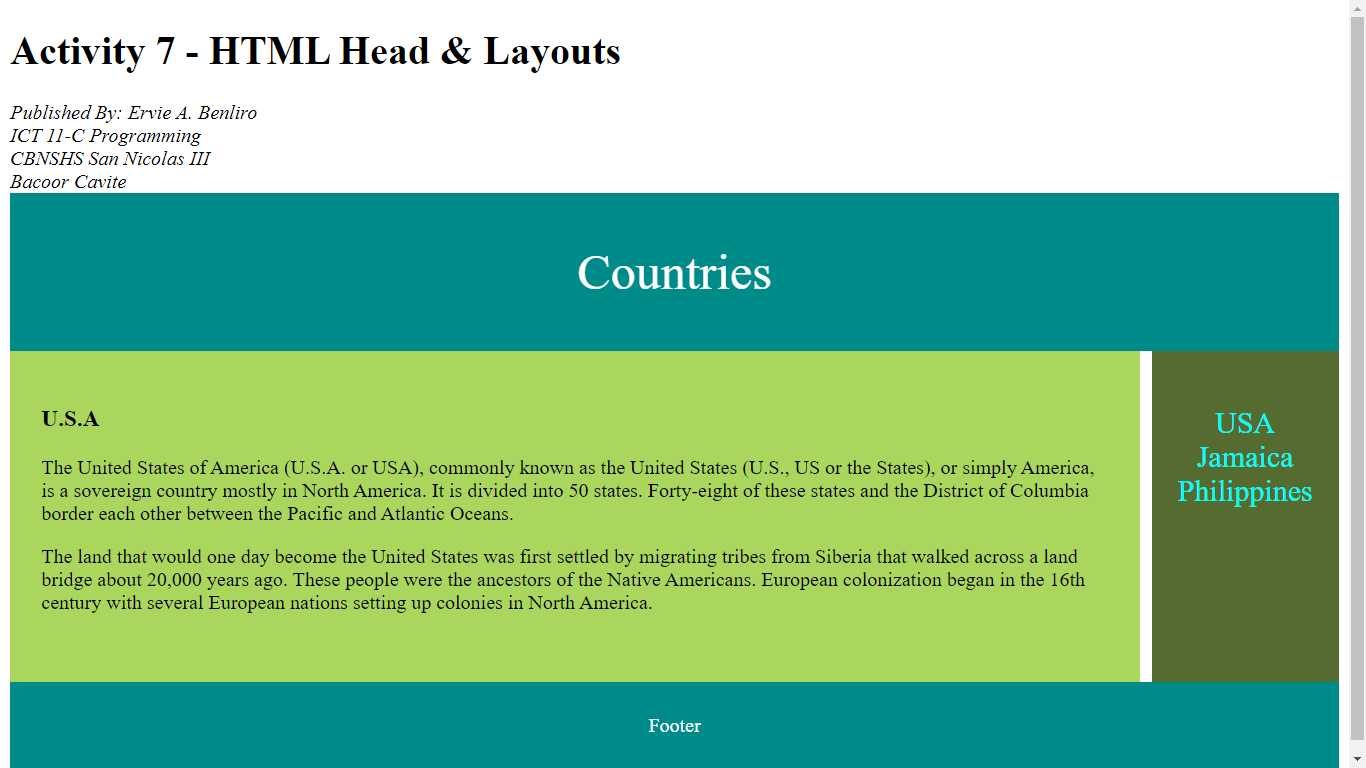 Activity 7 - HTML Head & Layouts
Published By: Ervie A. Benliro
ICT 11-C Programming
CBNSHS San Nicolas III
Bacoor Cavite
Countries
U.S.A
The United States of America (U.S.A. or USA), commonly known as the United States (U.S., US or the States), or simply America,
is a sovereign country mostly in North America. It is divided into 50 states. Forty-eight of these states and the District of Columbia
border each other between the Pacific and Atlantic Oceans.
The land that would one day become the United States was first settled by migrating tribes from Siberia that walked across a land
bridge about 20,000 years ago. These people were the ancestors of the Native Americans. European colonization began in the 16th
century with several European nations setting up colonies in North America.
USA
Jamaica
Philippines
Footer